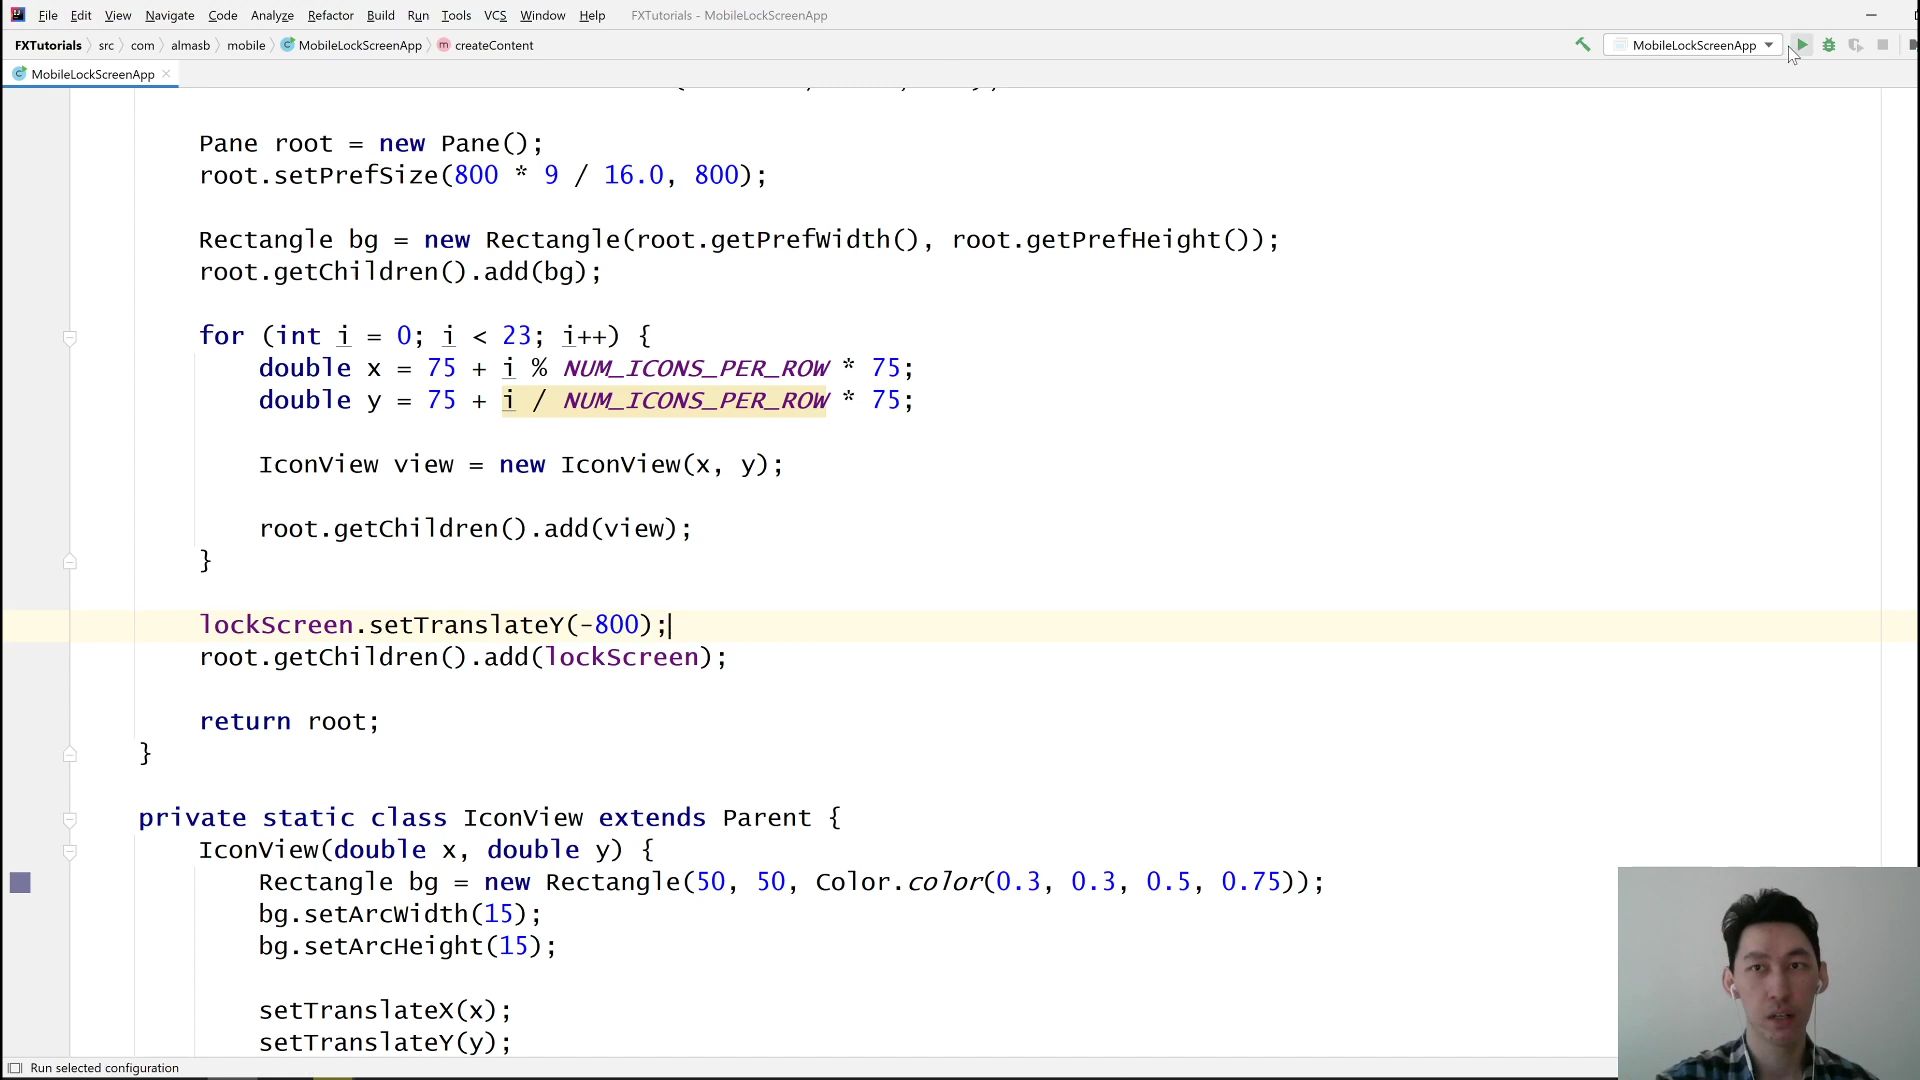 File Edit View Navigate Code Analyze Refactor Build Run Tools VCS Window Help FXTutorials - MobileLockScreenApp
FXTutorials src com almasb mobile MobileLockScreenApp createContent MobileLockScreenApp
MobileLockScreenApp
Pane root = new Pane();
root.setPrefSize(800 * 9 / 16.0, 800);
Rectangle bg = new Rectangle(root.getPrefWidth(), root.getPrefHeight());
root.getChildren().add(bg);
for (int i = 0; i < 23; i++) {
double x = 75 + i % NUM_ICONS_PER_ROW * 75;
double y = 75 + i / NUM_ICONS_PER_ROW * 75;
IconView view = new IconView(x, y);
root.getChildren().add(view);
}
lockScreen.setTranslateY(-800);
root.getChildren().add(lockScreen);
return root;
}
private static class IconView extends Parent {
IconView(double x, double y) {
Rectangle bg = new Rectangle(50, 50, Color.color(0.3, 0.3, 0.5, 0.75));
bg.setArcWidth(15);
bg.setArcHeight(15);
setTranslateX(x);
setTranslateY(y);
Run selected configuration